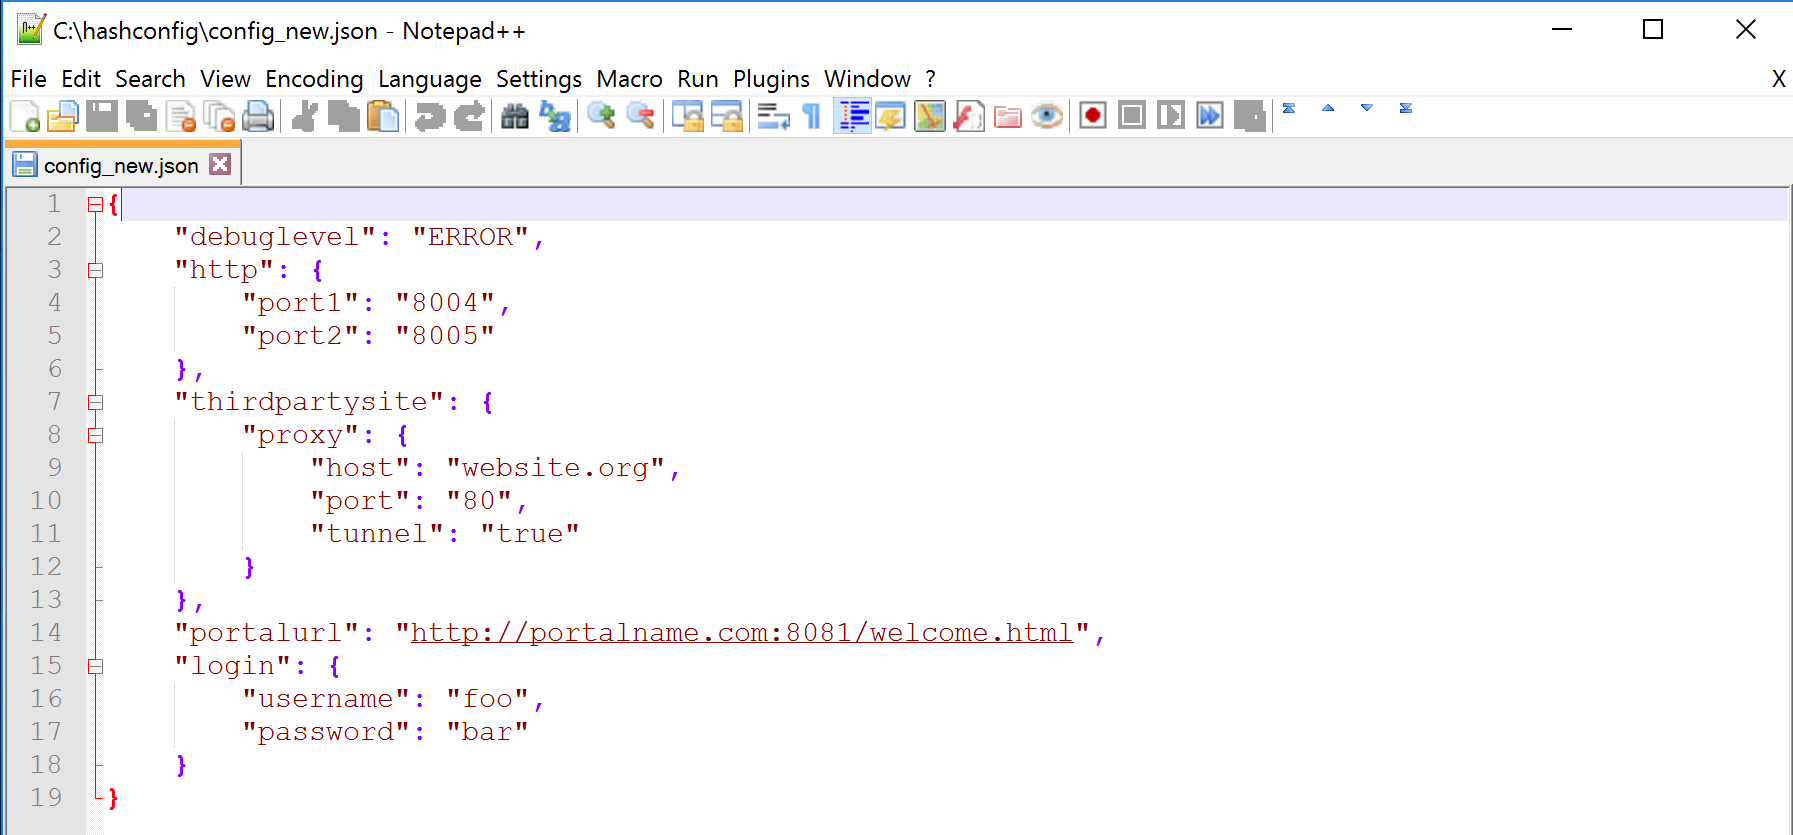 C:\hashconfig\config_new.json - Notepad++
File Edit Search View Encoding Language Settings Macro Run Plugins Window ? X
config_new.json
1 {
2 "debuglevel": "ERROR",
3 "http": {
4 "port1": "8004",
5 "port2": "8005"
6 },
7 "thirdpartysite": {
8 "proxy": {
9 "host": "website.org",
10 "port": "80",
11 "tunnel": "true"
12 }
13 },
14 "portalurl": "http://portalname.com:8081/welcome.html",
15 "login": {
16 "username": "foo",
17 "password": "bar"
18 }
19 }